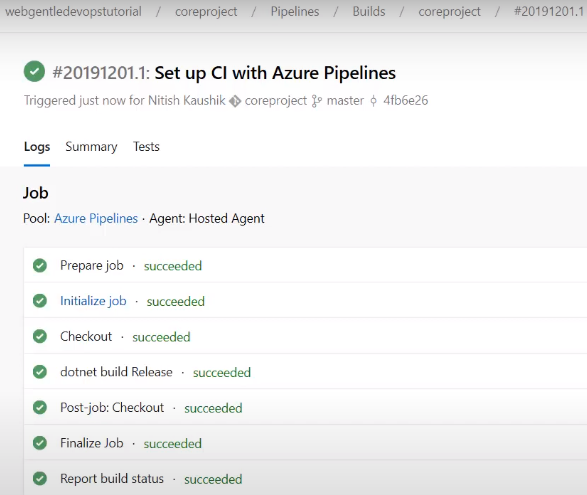 webgentledevopstutorial / coreproject / Pipelines / Builds / coreproject / #20191201.1
#20191201.1: Set up CI with Azure Pipelines
Triggered just now for Nitish Kaushik coreproject master 4fb6e26
Logs Summary Tests
Job
Pool: Azure Pipelines · Agent: Hosted Agent
Prepare job · succeeded
Initialize job · succeeded
Checkout · succeeded
dotnet build Release · succeeded
Post-job: Checkout · succeeded
Finalize Job · succeeded
Report build status · succeeded